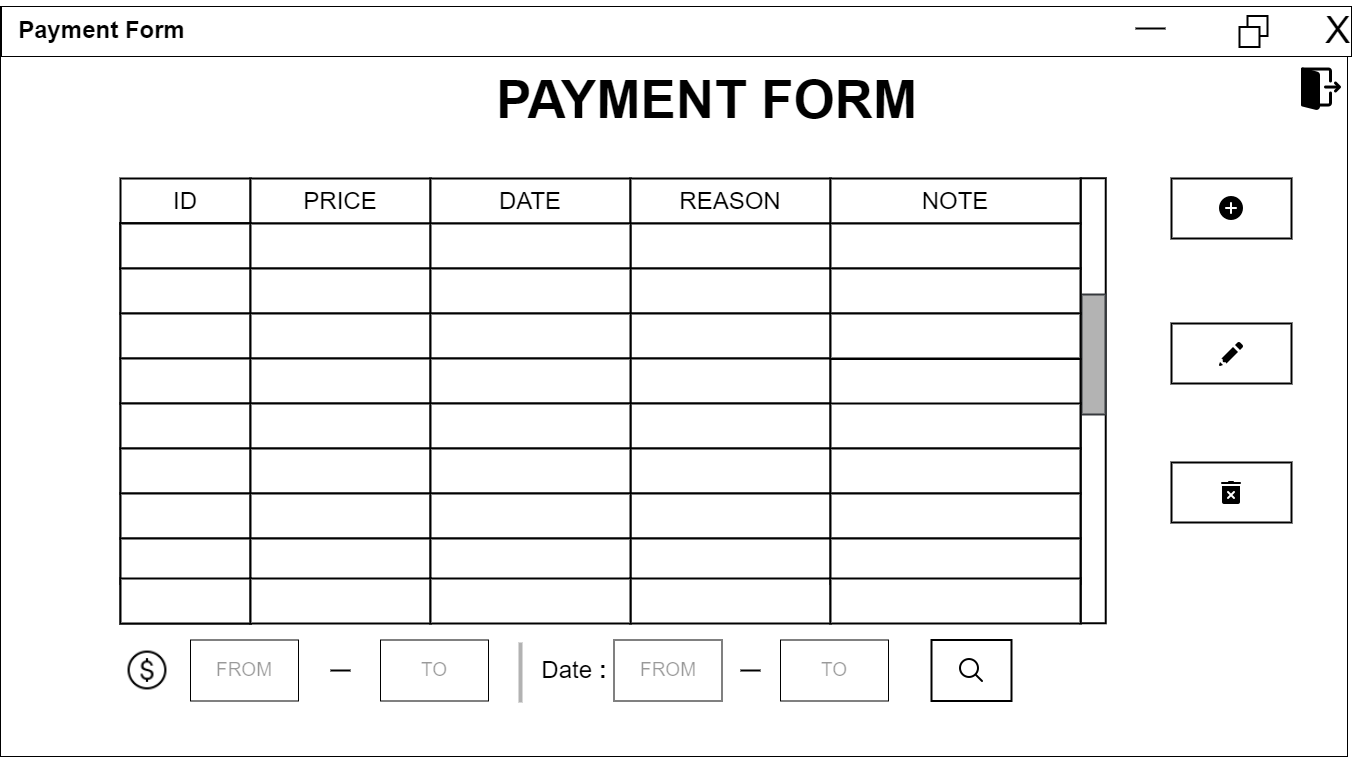 Payment Form
X
PAYMENT FORM
ID PRICE DATE REASON NOTE
$ FROM — TO Date : FROM — TO